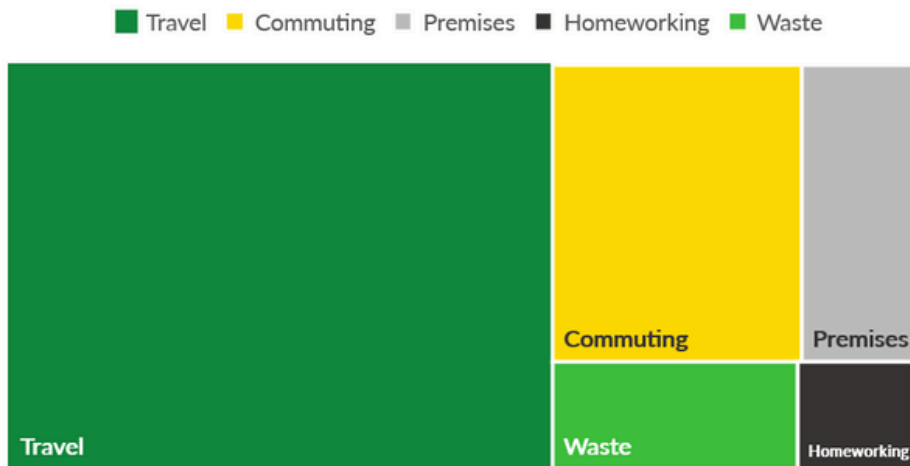 Travel Commuting Premises Homeworking Waste
Commuting Premises
Travel Waste Homeworking